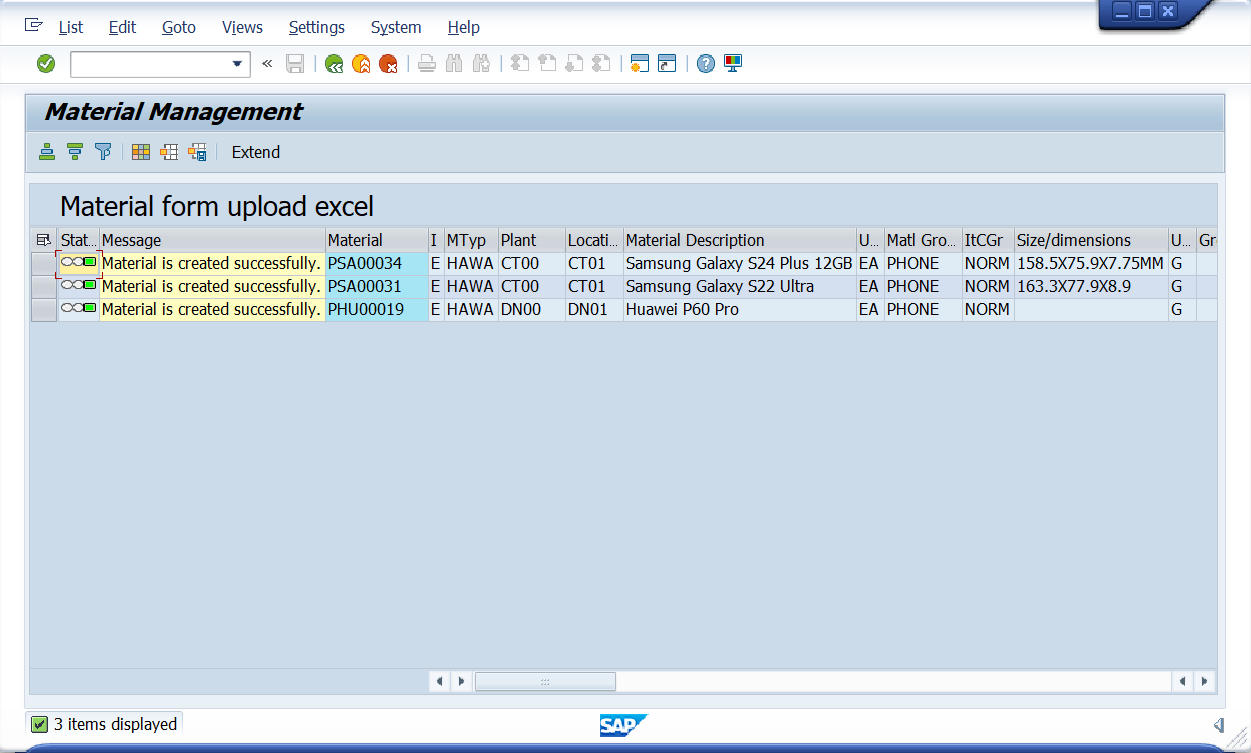 List Edit Goto Views Settings System Help
Material Management
Extend
Material form upload excel
Stat... Message Material I MTyp Plant Locati... Material Description U... Matl Gro... ItCGr Size/dimensions U... Gr
Material is created successfully. PSA00034 E HAWA CT00 CT01 Samsung Galaxy S24 Plus 12GB EA PHONE NORM 158.5X75.9X7.75MM G
Material is created successfully. PSA00031 E HAWA CT00 CT01 Samsung Galaxy S22 Ultra EA PHONE NORM 163.3X77.9X8.9 G
Material is created successfully. PHU00019 E HAWA DN00 DN01 Huawei P60 Pro EA PHONE NORM G
3 items displayed
SAP